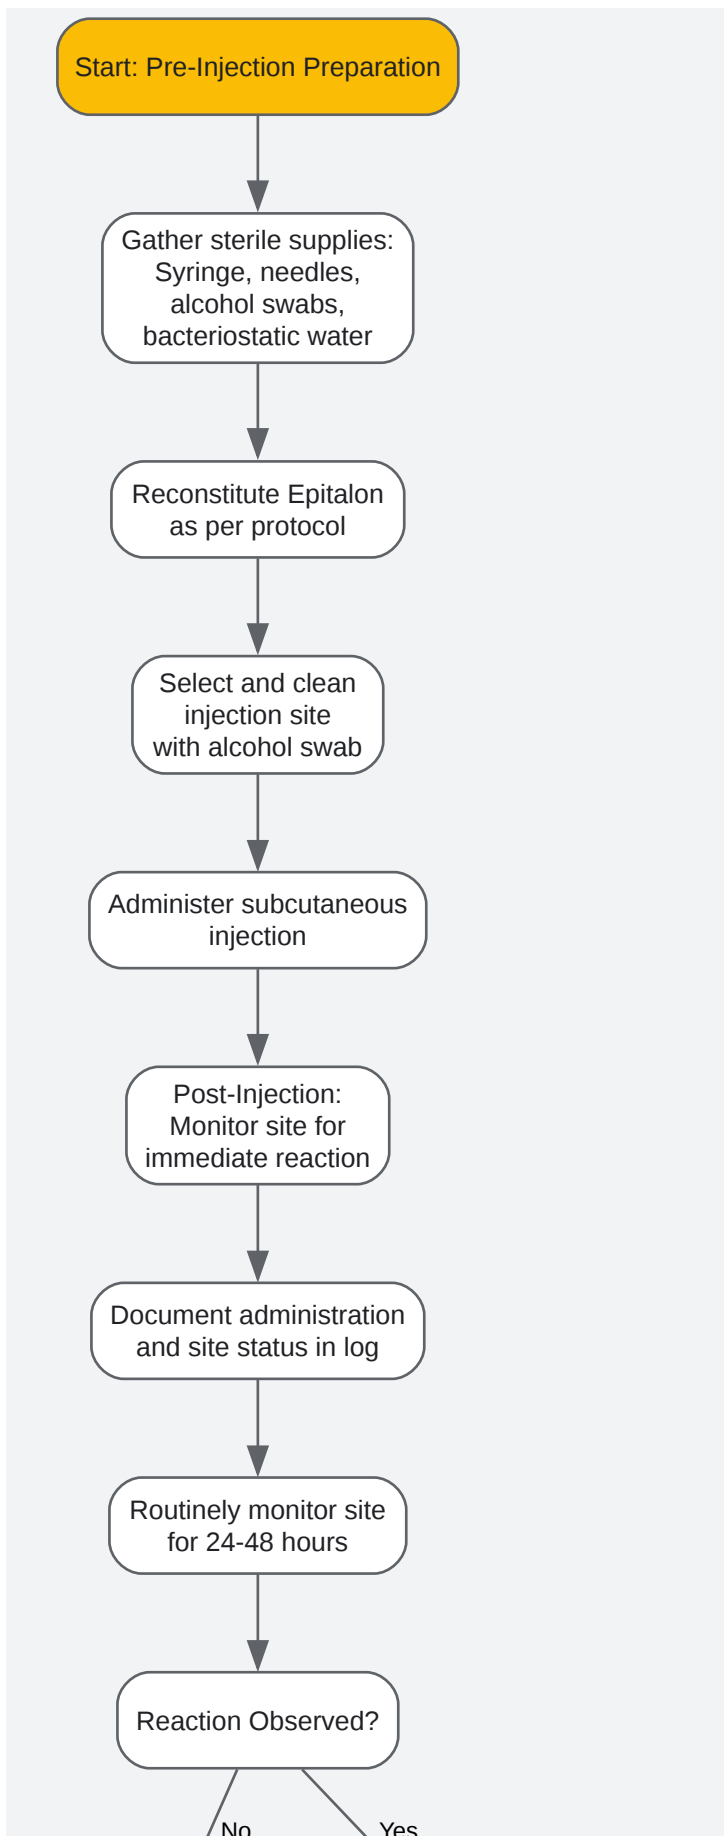 Start: Pre-Injection Preparation
Gather sterile supplies:
Syringe, needles,
alcohol swabs,
bacteriostatic water
Reconstitute Epitalon
as per protocol
Select and clean
injection site
with alcohol swab
Administer subcutaneous
injection
Post-Injection:
Monitor site for
immediate reaction
Document administration
and site status in log
Routinely monitor site
for 24-48 hours
Reaction Observed?
No
Yes